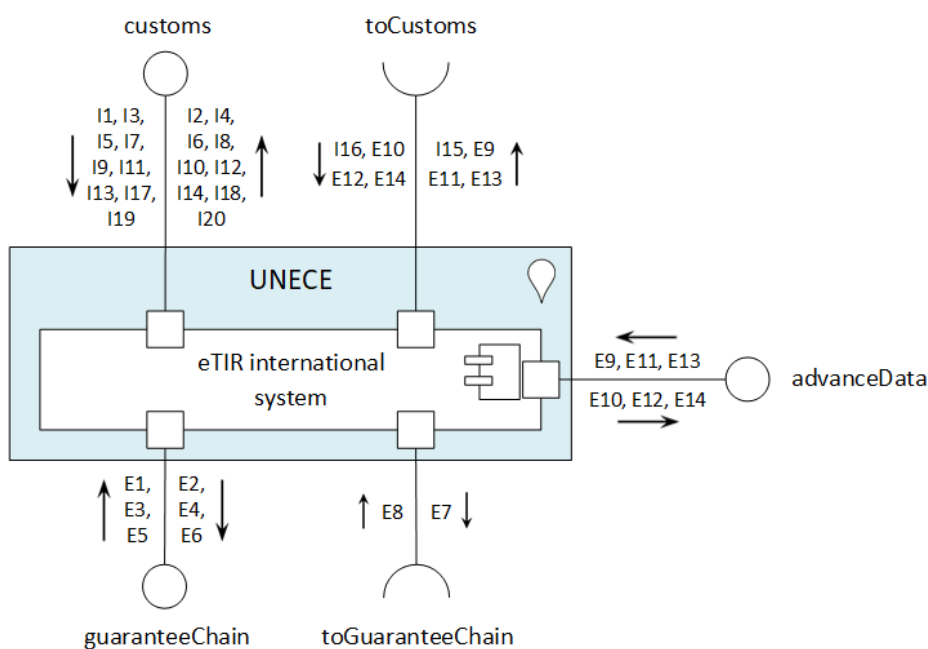 customs
toCustoms
I1, I3,
I5, I7,
I9, I11,
I13, I17,
I19
I2, I4,
I6, I8,
I10, I12,
I14, I18,
I20
I16, E10
E12, E14
I15, E9
E11, E13
UNECE
eTIR international
system
E9, E11, E13
E10, E12, E14
advanceData
E1,
E3,
E5
E2,
E4,
E6
E8
E7
guaranteeChain
toGuaranteeChain